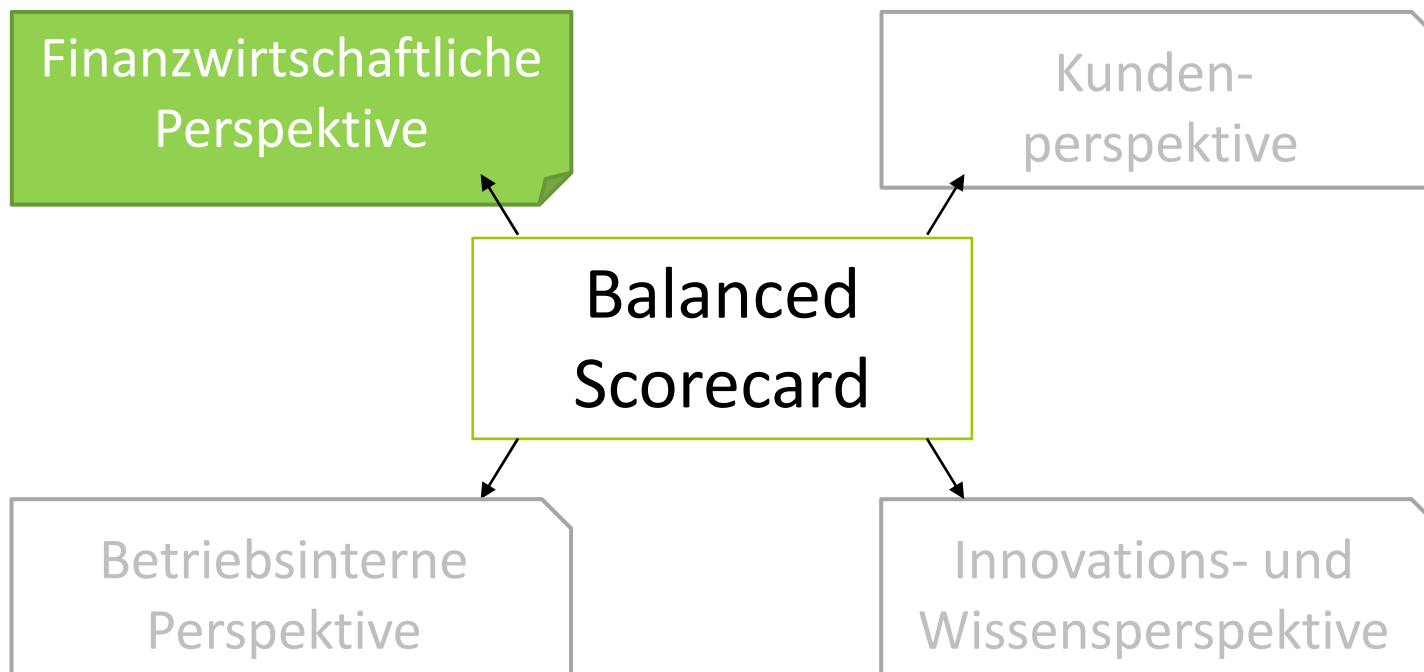 Finanzwirtschaftliche
Perspektive
Kunden-
perspektive
Balanced
Scorecard
Betriebsinterne
Perspektive
Innovations- und
Wissensperspektive